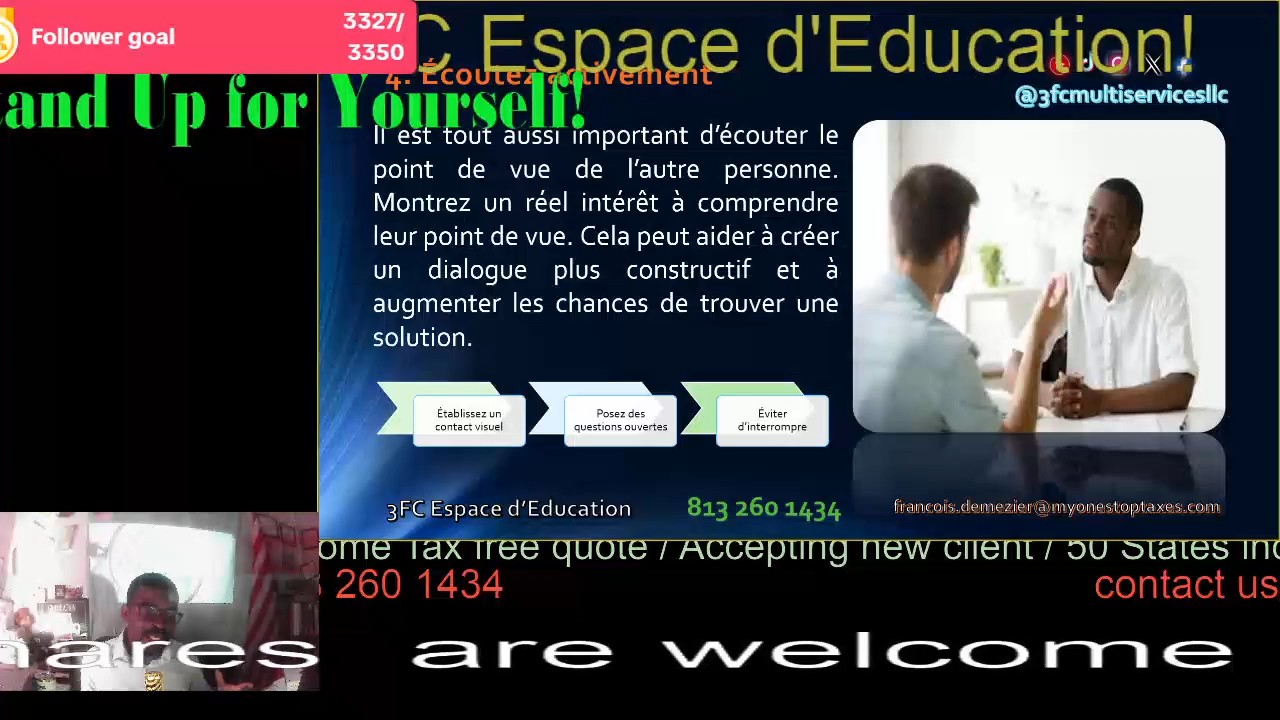 Follower goal
3327/
3350
C Espace d'Education!
4. Écoutez activement
tand Up for Yourself!
@3fcmultiservicesllc
Il est tout aussi important d'écouter le
point de vue de l'autre personne.
Montrez un réel intérêt à comprendre
leur point de vue. Cela peut aider à créer
un dialogue plus constructif et à
augmenter les chances de trouver une
solution.
Établissez un
contact visuel
Posez des
questions ouvertes
Éviter
d'interrompre
3FC Espace d'Education
813 260 1434
francois.demezier@myonestoptaxes.com
ome Tax free quote / Accepting new client / 50 States inc
260 1434
contact us
hares are welcome